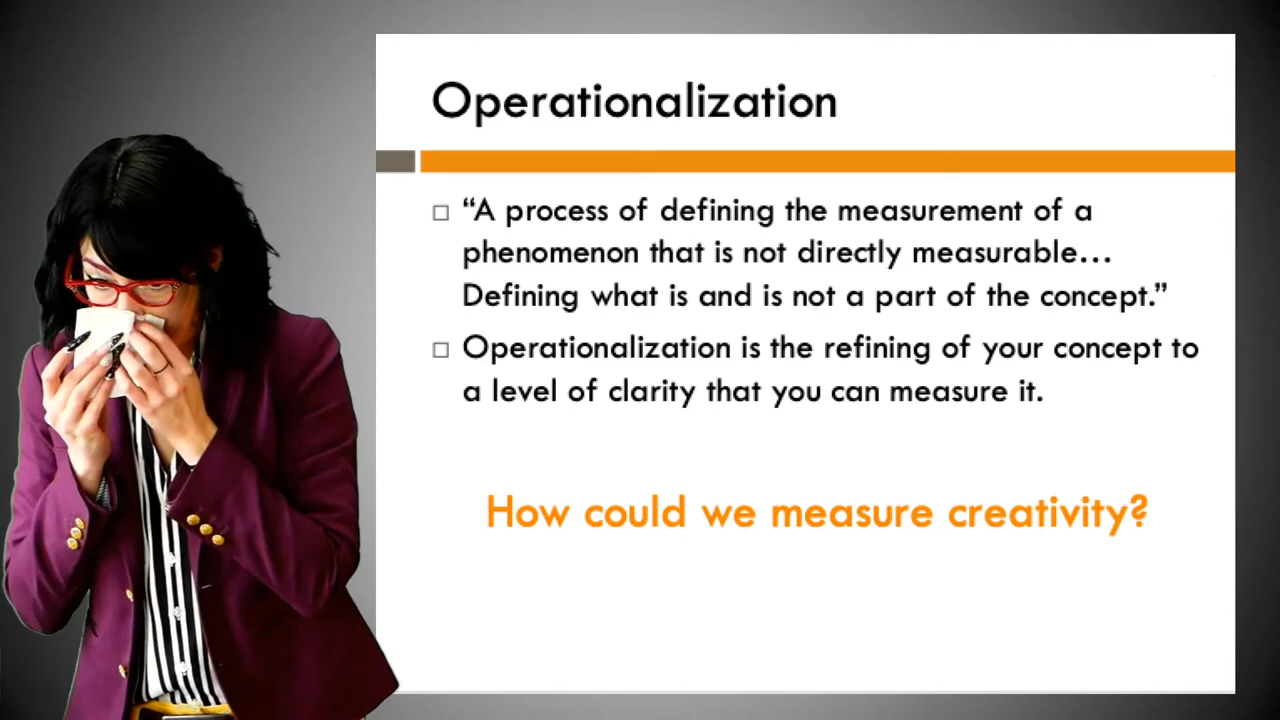 Operationalization
“A process of defining the measurement of a
phenomenon that is not directly measurable…
Defining what is and is not a part of the concept.”
Operationalization is the refining of your concept to
a level of clarity that you can measure it.
How could we measure creativity?